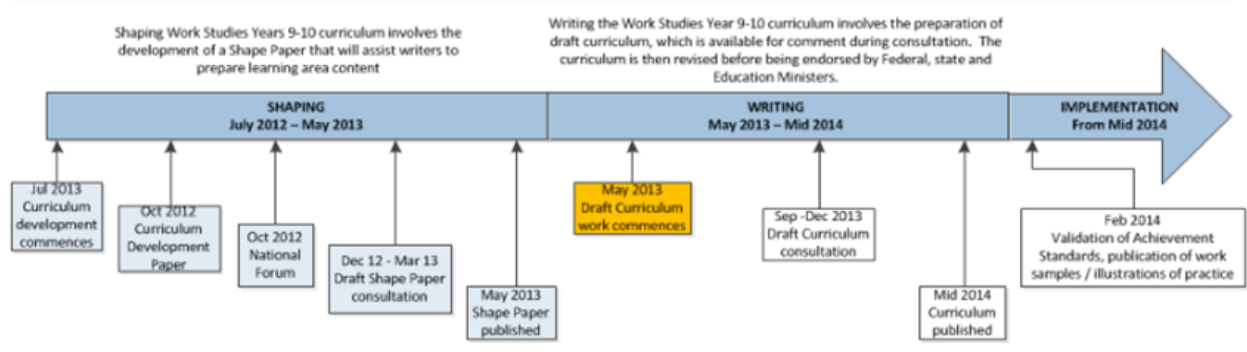 Shaping Work Studies Years 9-10 curriculum involves the
development of a Shape Paper that will assist writers to
prepare learning area content
Writing the Work Studies Year 9-10 curriculum involves the preparation of
draft curriculum, which is available for comment during consultation. The
curriculum is then revised before being endorsed by Federal, state and
Education Ministers.
SHAPING
July 2012 – May 2013
WRITING
May 2013 – Mid 2014
IMPLEMENTATION
From Mid 2014
Jul 2013
Curriculum
development
commences
Oct 2012
Curriculum
Development
Paper
Oct 2012
National
Forum
Dec 12 - Mar 13
Draft Shape Paper
consultation
May 2013
Shape Paper
published
May 2013
Draft Curriculum
work commences
Sep -Dec 2013
Draft Curriculum
consultation
Mid 2014
Curriculum
published
Feb 2014
Validation of Achievement
Standards, publication of work
samples / illustrations of practice